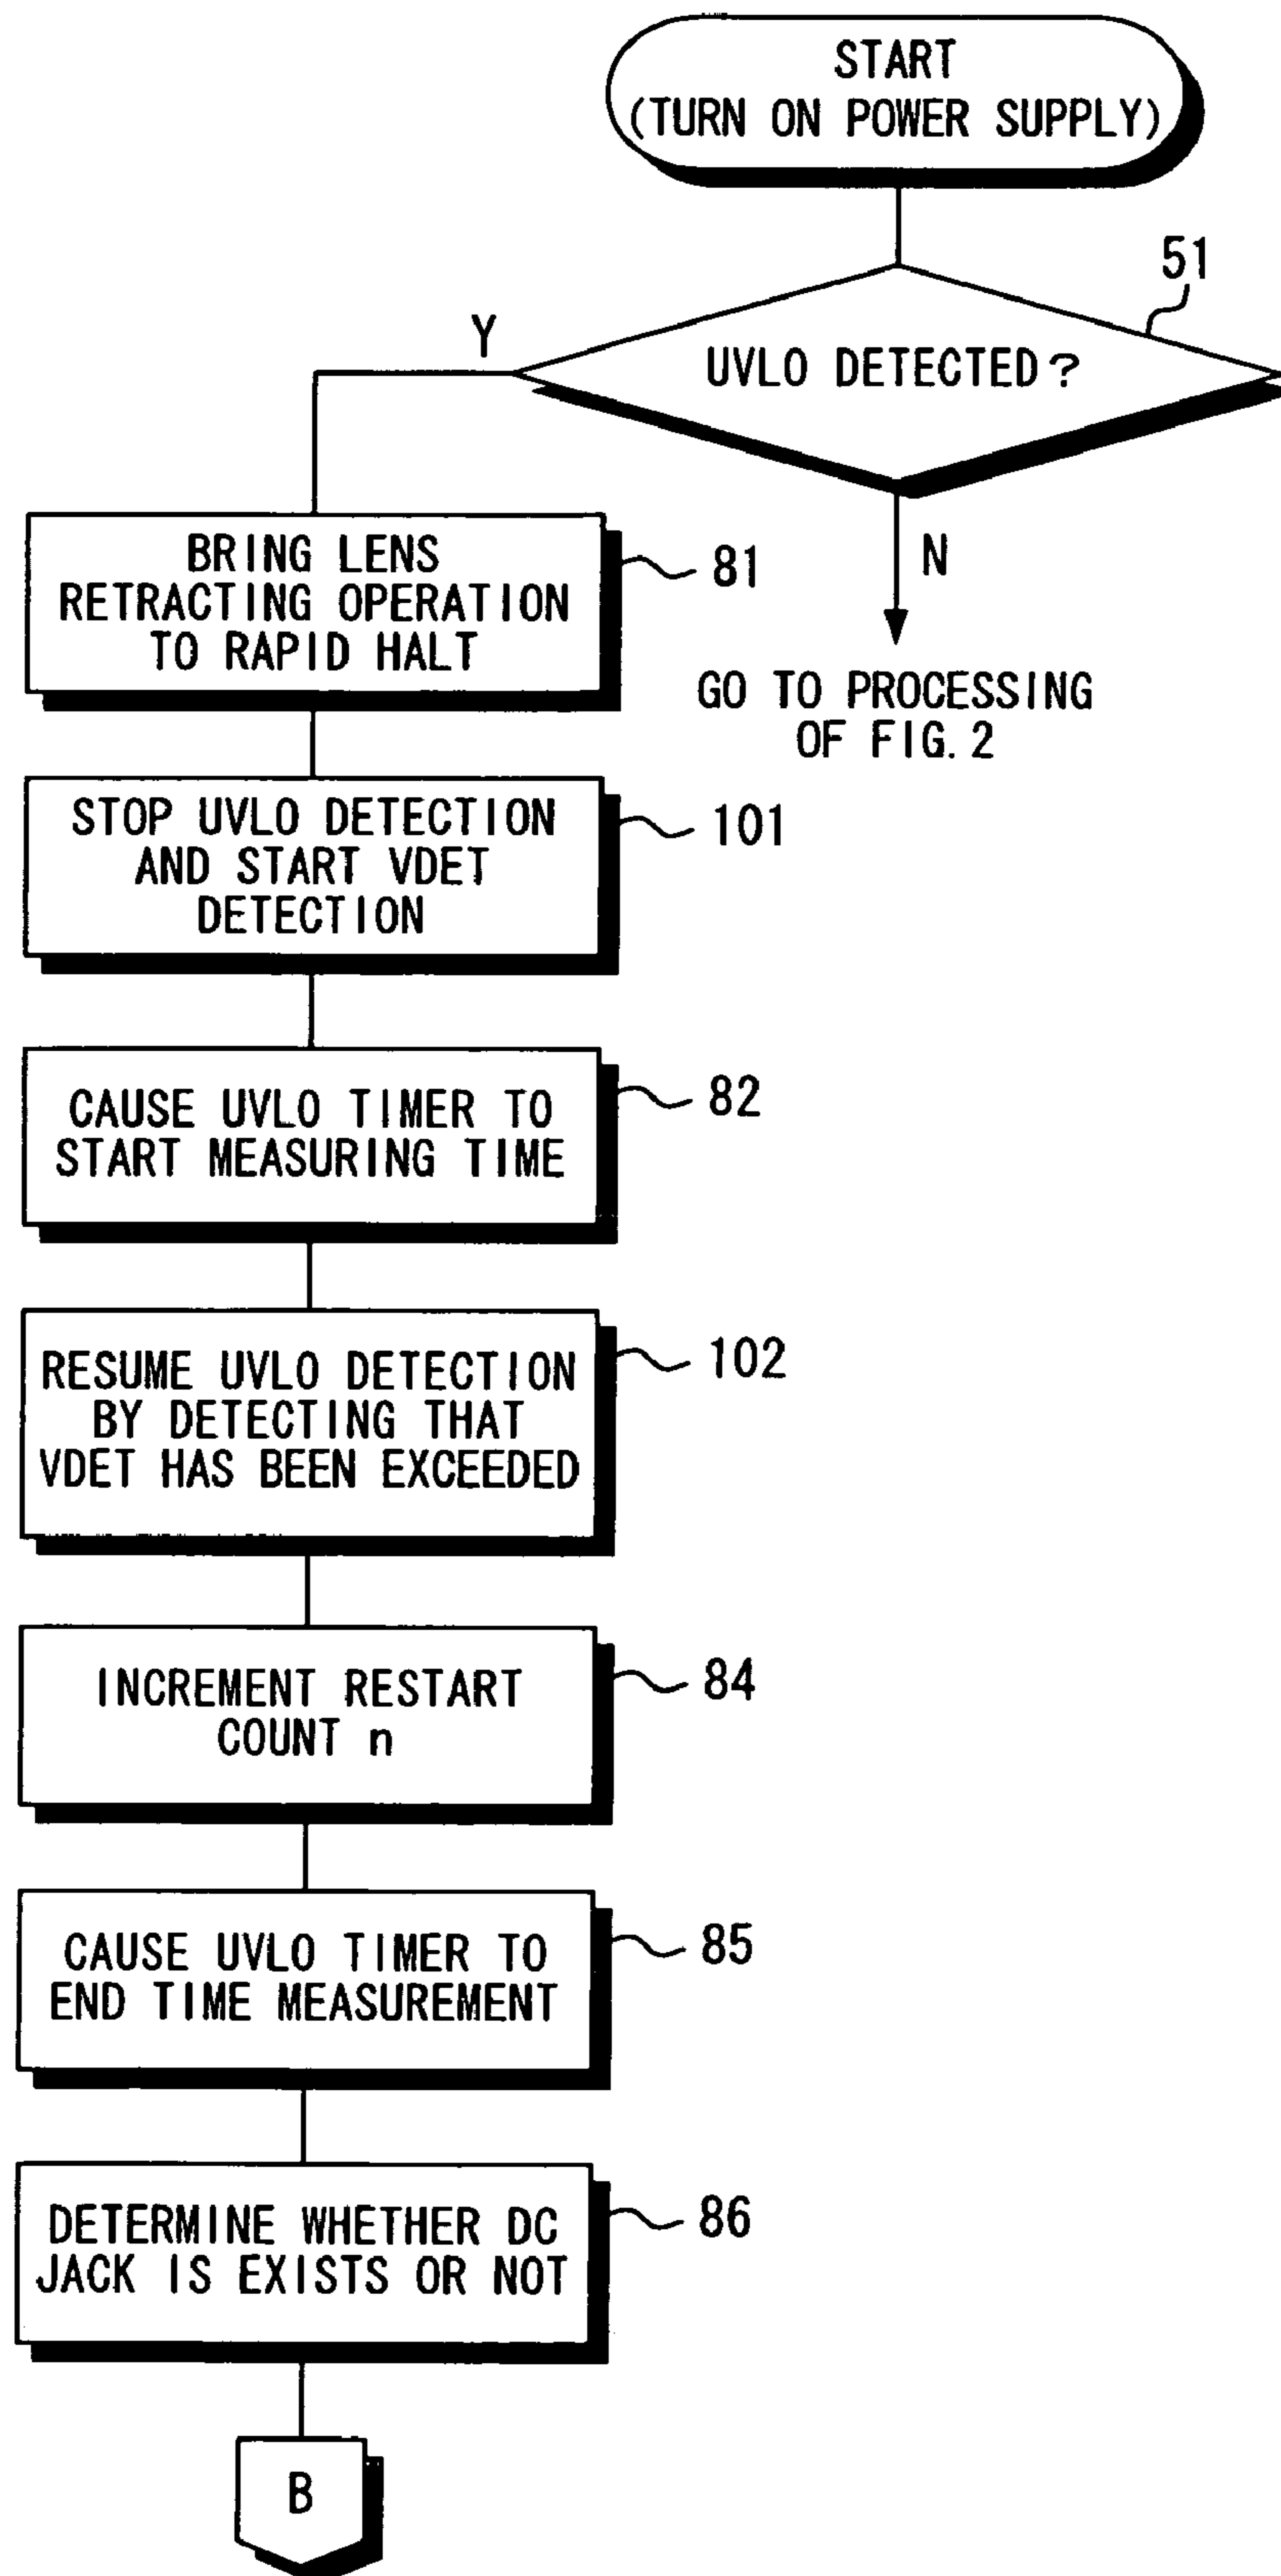 START
(TURN ON POWER SUPPLY)
51
UVLO DETECTED?
Y
N
GO TO PROCESSING
OF FIG. 2
BRING LENS
RETRACTING OPERATION
TO RAPID HALT
81
STOP UVLO DETECTION
AND START VDET
DETECTION
101
CAUSE UVLO TIMER TO
START MEASURING TIME
82
RESUME UVLO DETECTION
BY DETECTING THAT
VDET HAS BEEN EXCEEDED
102
INCREMENT RESTART
COUNT n
84
CAUSE UVLO TIMER TO
END TIME MEASUREMENT
85
DETERMINE WHETHER DC
JACK IS EXISTS OR NOT
86
B